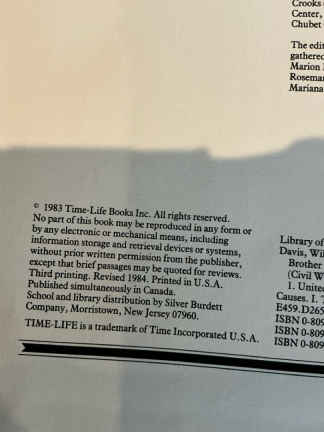 Crooks
Center,
Chubet
The edit
gathered
Marion
Rosemar
Mariana
© 1983 Time-Life Books Inc. All rights reserved.
No part of this book may be reproduced in any form or
by any electronic or mechanical means, including
information storage and retrieval devices or systems,
without prior written permission from the publisher,
except that brief passages may be quoted for reviews.
Third printing. Revised 1984. Printed in U.S.A.
Published simultaneously in Canada.
School and library distribution by Silver Burdett
Company, Morristown, New Jersey 07960.
TIME-LIFE is a trademark of Time Incorporated U.S.A.
Library of
Davis, Wil
Brother
(Civil W
1. United
Causes. I.
E459.D265
ISBN 0-809
ISBN 0-809
ISBN 0-809